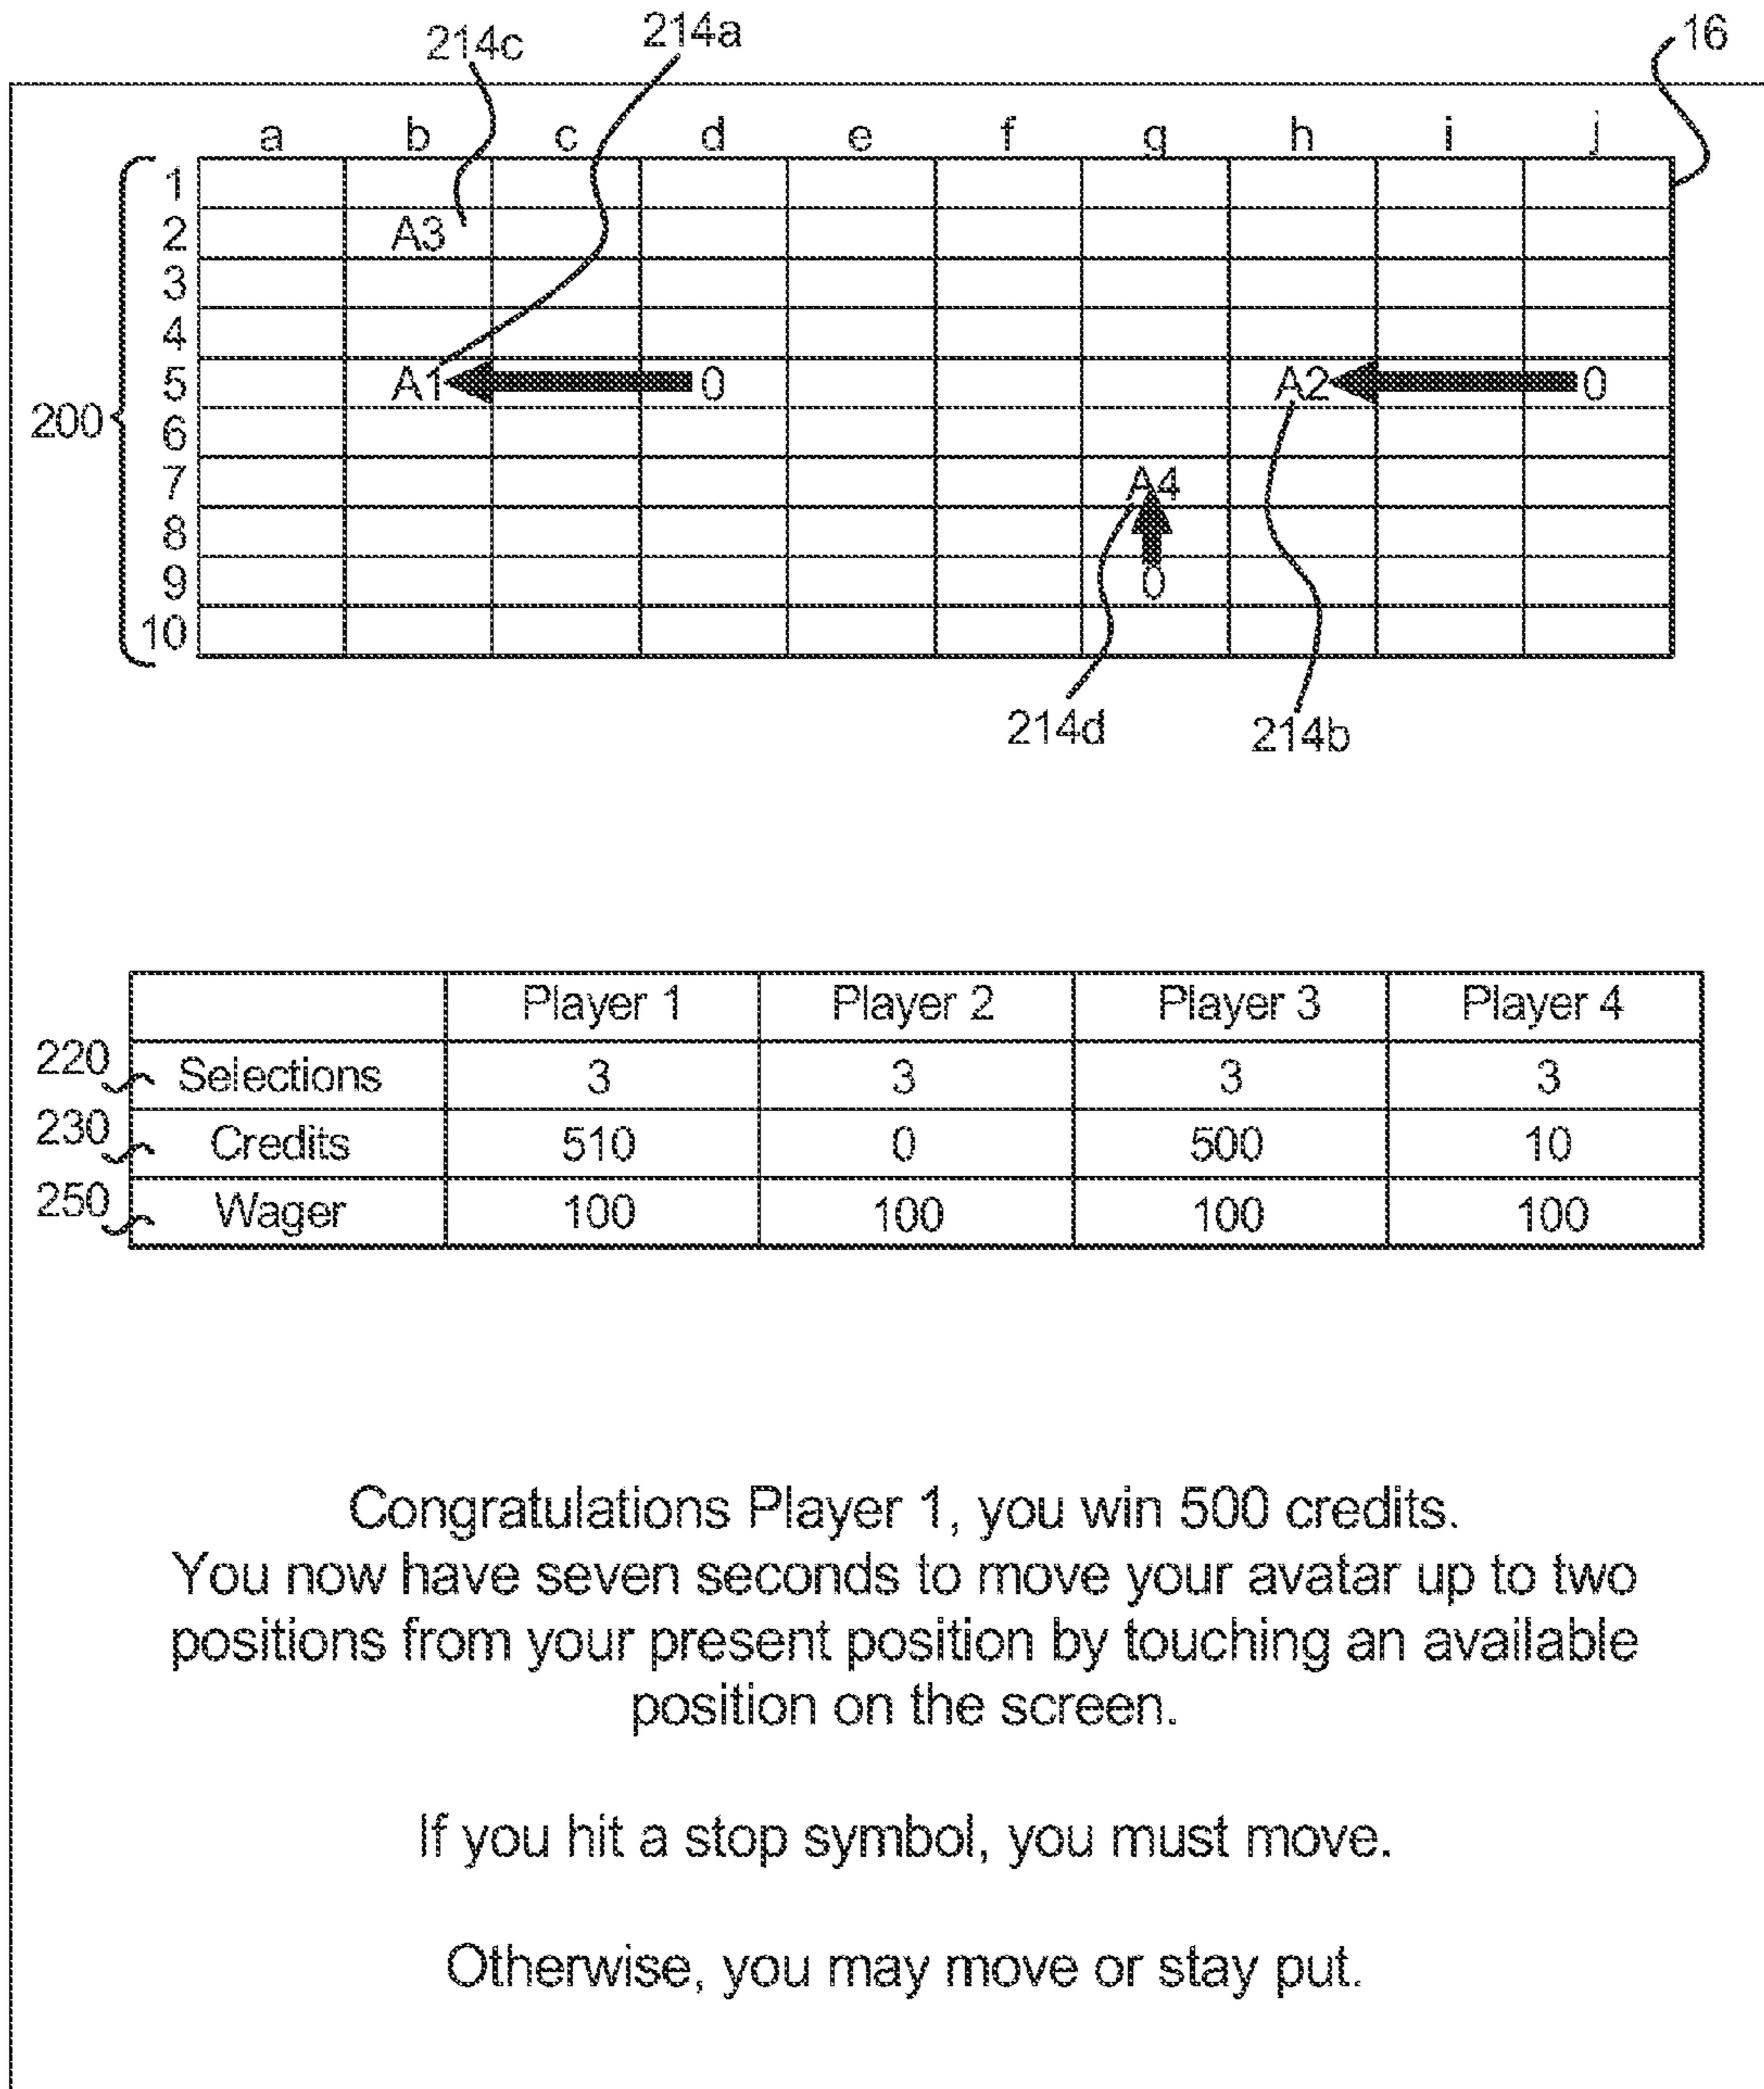 214c 214a 16
a b c d e f g h i j
1
2 A3
3
4
5 A1 0 A2 0
200 6
7 A4
8
9 0
10
214d 214b
Player 1 Player 2 Player 3 Player 4
220 Selections 3 3 3 3
230 Credits 510 0 500 10
250 Wager 100 100 100 100
Congratulations Player 1, you win 500 credits.
You now have seven seconds to move your avatar up to two
positions from your present position by touching an available
position on the screen.
If you hit a stop symbol, you must move.
Otherwise, you may move or stay put.